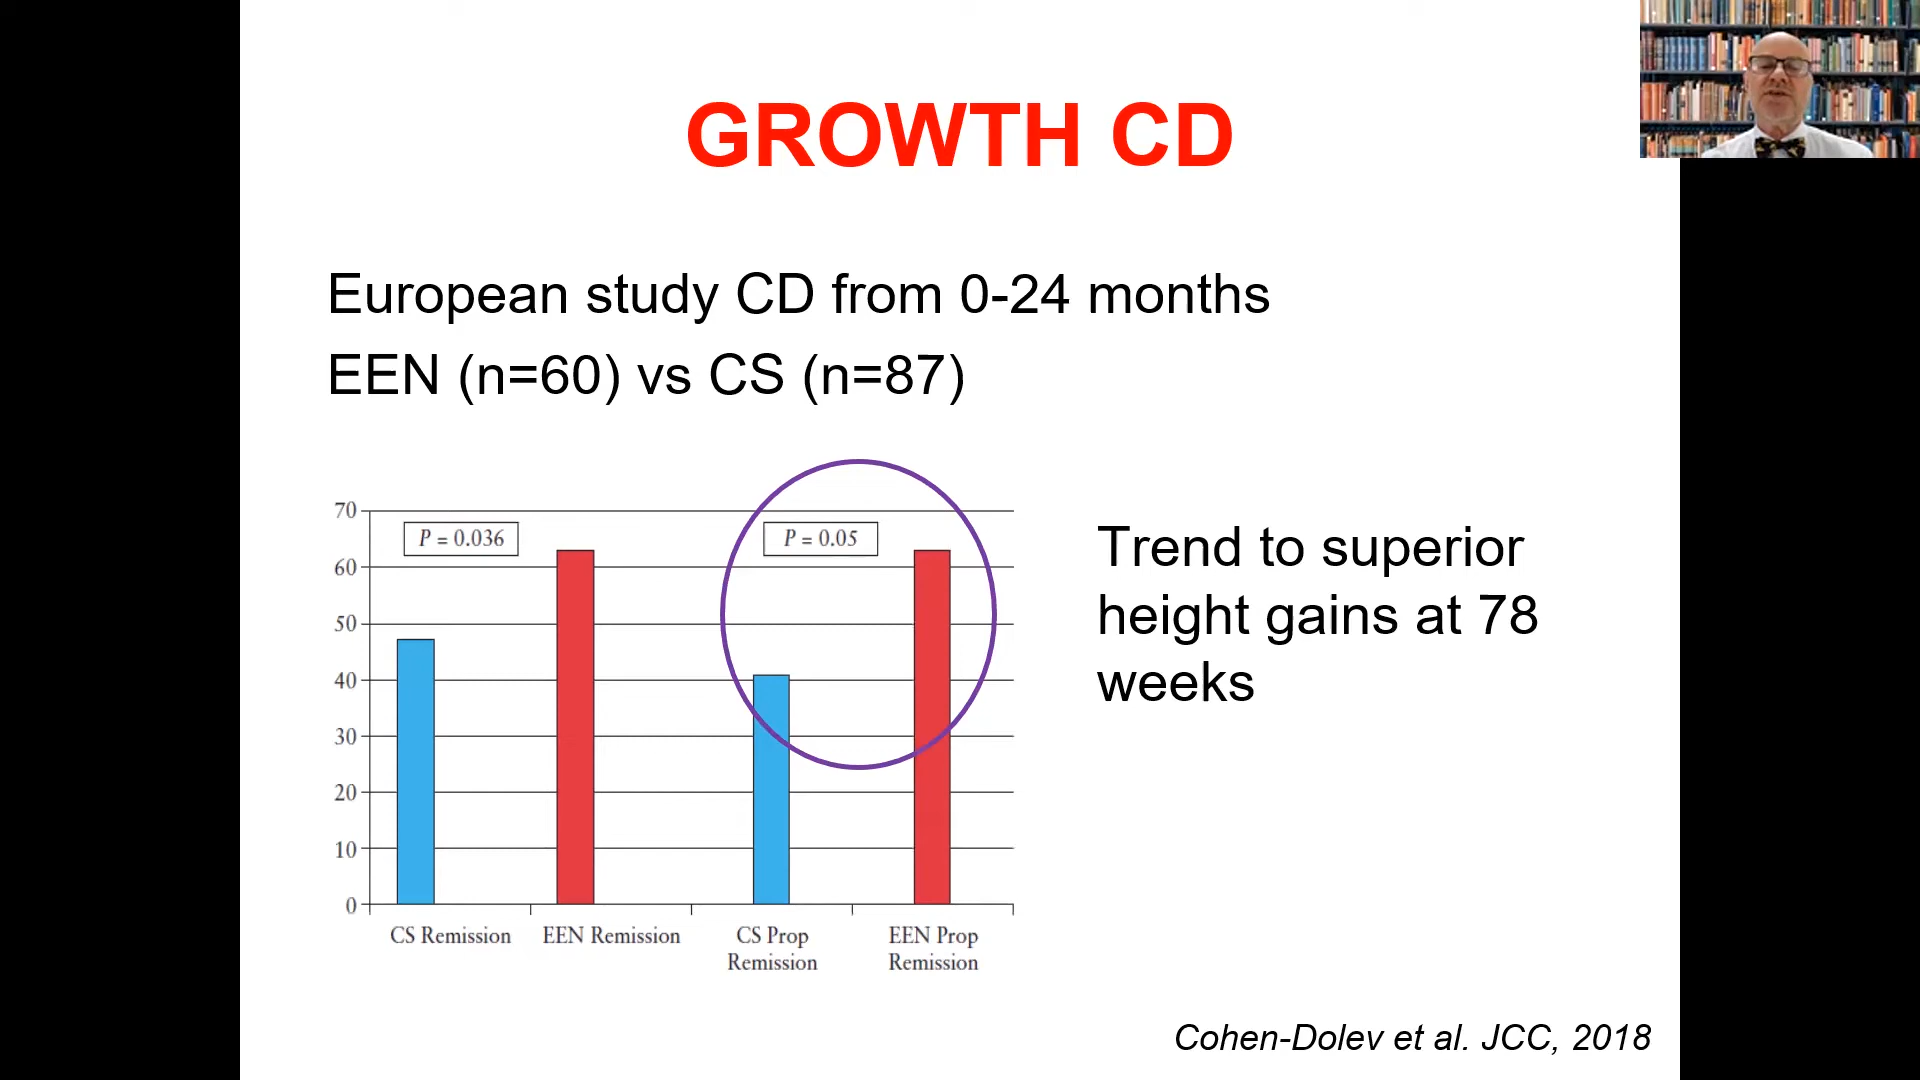 GROWTH CD
European study CD from 0-24 months
EEN (n=60) vs CS (n=87)
70
60
50
40
30
20
10
0
P = 0.036
P = 0.05
CS Remission
EEN Remission
CS Prop
Remission
EEN Prop
Remission
Trend to superior
height gains at 78
weeks
Cohen-Dolev et al. JCC, 2018